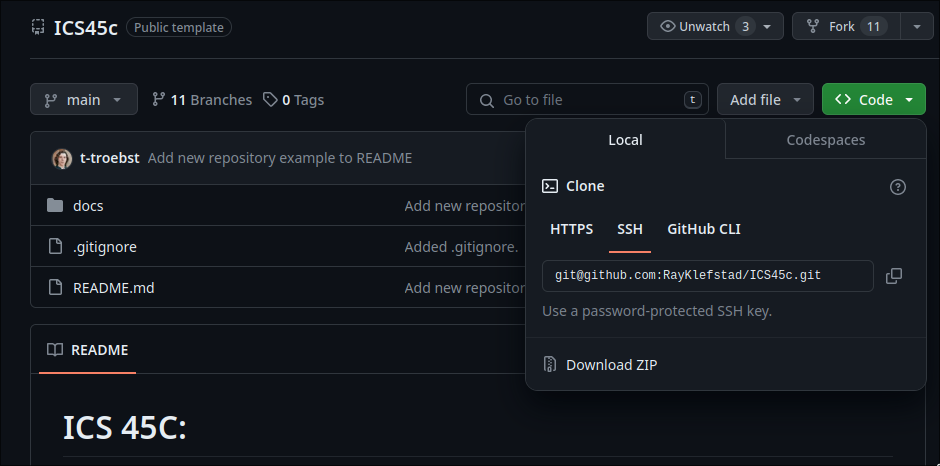 ICS45c Public template Unwatch 3 Fork 11
main 11 Branches 0 Tags Go to file t Add file Code
Local Codespaces
t-troebst Add new repository example to README
Clone
docs Add new repositor
HTTPS SSH GitHub CLI
.gitignore Added .gitignore.
git@github.com:RayKlefstad/ICS45c.git
README.md Add new repositor
Use a password-protected SSH key.
README
Download ZIP
ICS 45C: